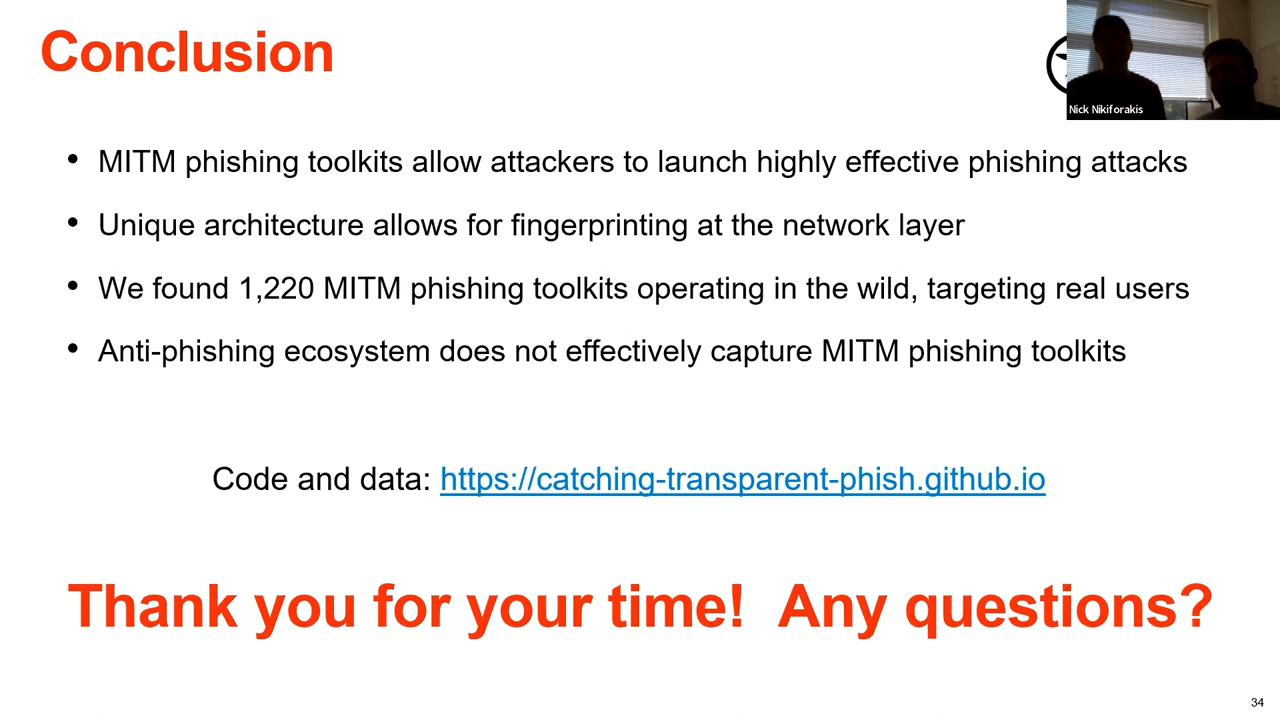 Conclusion
Nick Nikiforakis
• MITM phishing toolkits allow attackers to launch highly effective phishing attacks
• Unique architecture allows for fingerprinting at the network layer
• We found 1,220 MITM phishing toolkits operating in the wild, targeting real users
• Anti-phishing ecosystem does not effectively capture MITM phishing toolkits
Code and data: https://catching-transparent-phish.github.io
Thank you for your time! Any questions?
34